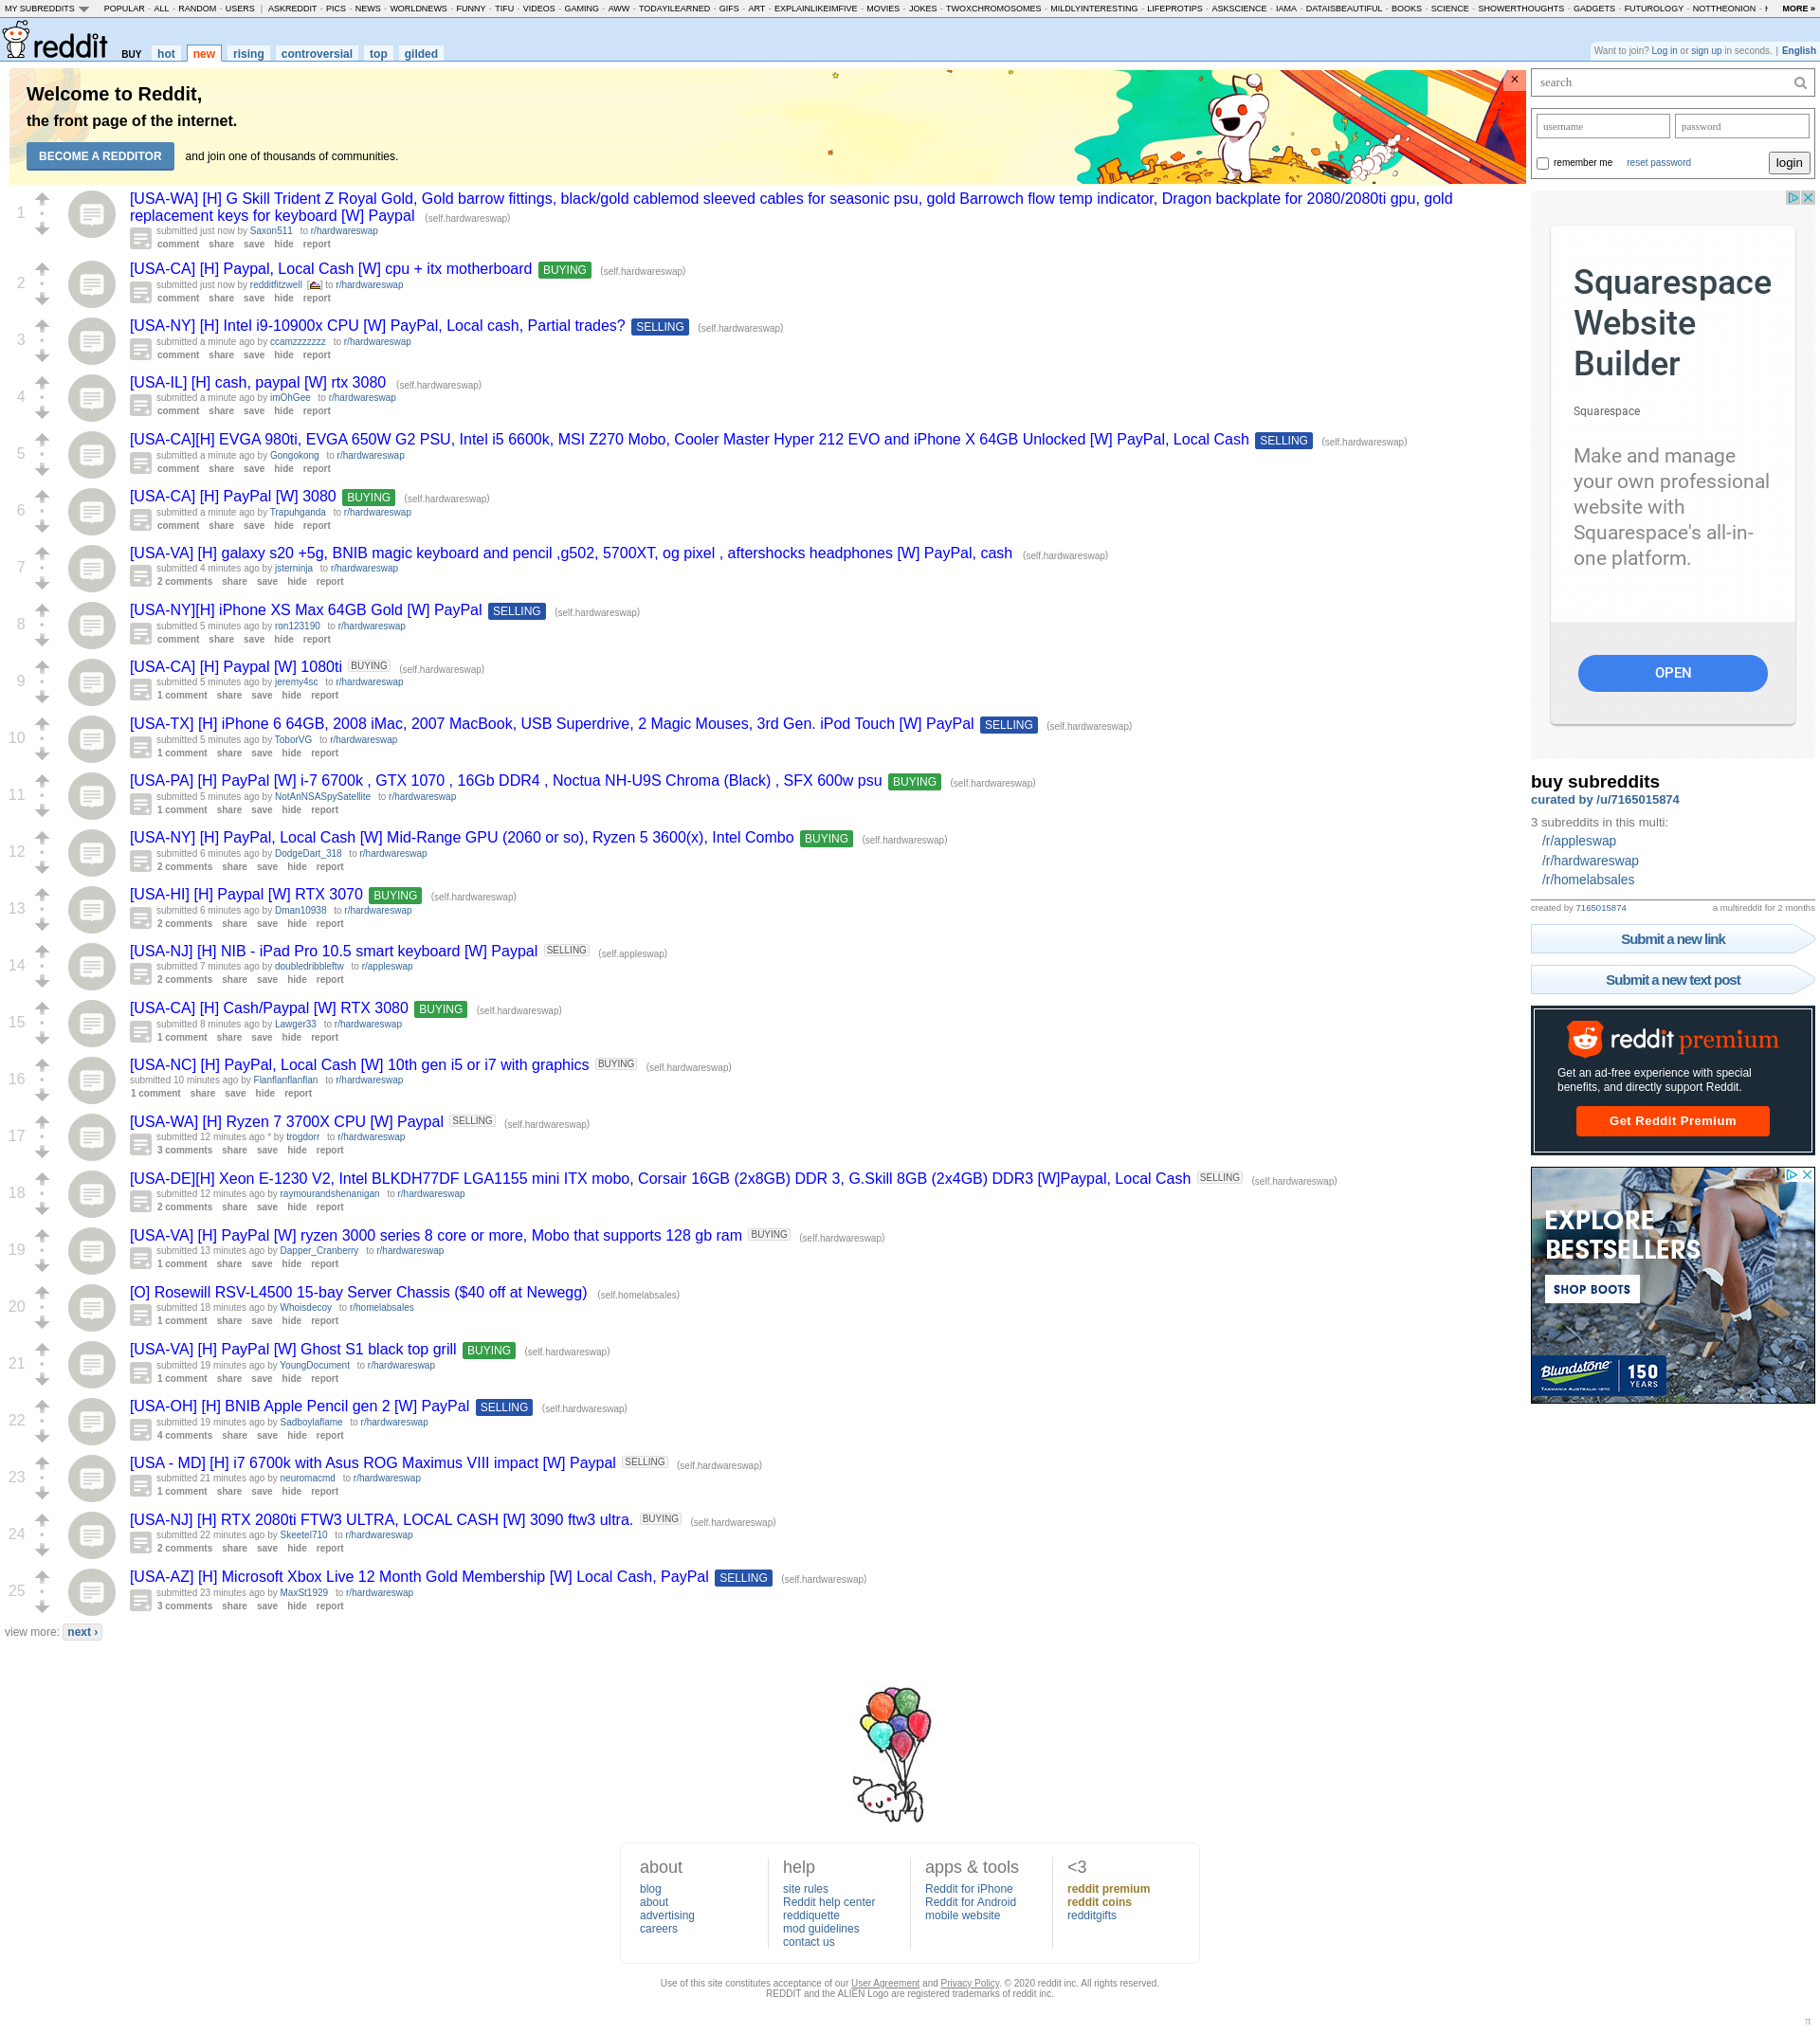 MY SUBREDDITS POPULAR - ALL - RANDOM - USERS | ASKREDDIT - PICS - NEWS - WORLDNEWS - FUNNY - TIFU - VIDEOS - GAMING - AWW - TODAYILEARNED - GIFS - ART - EXPLAINLIKEIMFIVE - MOVIES - JOKES - TWOXCHROMOSOMES - MILDLYINTERESTING - LIFEPROTIPS - ASKSCIENCE - IAMA - DATAISBEAUTIFUL - BOOKS - SCIENCE - SHOWERTHOUGHTS - GADGETS - FUTUROLOGY - NOTTHEONION - MORE »
reddit BUY hot new rising controversial top gilded
Want to join? Log in or sign up in seconds. | English
Welcome to Reddit,
the front page of the internet.
BECOME A REDDITOR and join one of thousands of communities.
×
1
[USA-WA] [H] G Skill Trident Z Royal Gold, Gold barrow fittings, black/gold cablemod sleeved cables for seasonic psu, gold Barrowch flow temp indicator, Dragon backplate for 2080/2080ti gpu, gold
replacement keys for keyboard [W] Paypal (self.hardwareswap)
submitted just now by Saxon511 to r/hardwareswap
comment share save hide report
2
[USA-CA] [H] Paypal, Local Cash [W] cpu + itx motherboard BUYING (self.hardwareswap)
submitted just now by redditfitzwell [] to r/hardwareswap
comment share save hide report
3
[USA-NY] [H] Intel i9-10900x CPU [W] PayPal, Local cash, Partial trades? SELLING (self.hardwareswap)
submitted a minute ago by ccamzzzzzzz to r/hardwareswap
comment share save hide report
4
[USA-IL] [H] cash, paypal [W] rtx 3080 (self.hardwareswap)
submitted a minute ago by imOhGee to r/hardwareswap
comment share save hide report
5
[USA-CA][H] EVGA 980ti, EVGA 650W G2 PSU, Intel i5 6600k, MSI Z270 Mobo, Cooler Master Hyper 212 EVO and iPhone X 64GB Unlocked [W] PayPal, Local Cash SELLING (self.hardwareswap)
submitted a minute ago by Gongokong to r/hardwareswap
comment share save hide report
6
[USA-CA] [H] PayPal [W] 3080 BUYING (self.hardwareswap)
submitted a minute ago by Trapuhganda to r/hardwareswap
comment share save hide report
7
[USA-VA] [H] galaxy s20 +5g, BNIB magic keyboard and pencil ,g502, 5700XT, og pixel , aftershocks headphones [W] PayPal, cash (self.hardwareswap)
submitted 4 minutes ago by jsterninja to r/hardwareswap
2 comments share save hide report
8
[USA-NY][H] iPhone XS Max 64GB Gold [W] PayPal SELLING (self.hardwareswap)
submitted 5 minutes ago by ron123190 to r/hardwareswap
comment share save hide report
9
[USA-CA] [H] Paypal [W] 1080ti BUYING (self.hardwareswap)
submitted 5 minutes ago by jeremy4sc to r/hardwareswap
1 comment share save hide report
10
[USA-TX] [H] iPhone 6 64GB, 2008 iMac, 2007 MacBook, USB Superdrive, 2 Magic Mouses, 3rd Gen. iPod Touch [W] PayPal SELLING (self.hardwareswap)
submitted 5 minutes ago by ToborVG to r/hardwareswap
1 comment share save hide report
11
[USA-PA] [H] PayPal [W] i-7 6700k , GTX 1070 , 16Gb DDR4 , Noctua NH-U9S Chroma (Black) , SFX 600w psu BUYING (self.hardwareswap)
submitted 5 minutes ago by NotAnNSASpySatellite to r/hardwareswap
1 comment share save hide report
12
[USA-NY] [H] PayPal, Local Cash [W] Mid-Range GPU (2060 or so), Ryzen 5 3600(x), Intel Combo BUYING (self.hardwareswap)
submitted 6 minutes ago by DodgeDart_318 to r/hardwareswap
2 comments share save hide report
13
[USA-HI] [H] Paypal [W] RTX 3070 BUYING (self.hardwareswap)
submitted 6 minutes ago by Dman10938 to r/hardwareswap
2 comments share save hide report
14
[USA-NJ] [H] NIB - iPad Pro 10.5 smart keyboard [W] Paypal SELLING (self.appleswap)
submitted 7 minutes ago by doubledribbleftw to r/appleswap
2 comments share save hide report
15
[USA-CA] [H] Cash/Paypal [W] RTX 3080 BUYING (self.hardwareswap)
submitted 8 minutes ago by Lawger33 to r/hardwareswap
1 comment share save hide report
16
[USA-NC] [H] PayPal, Local Cash [W] 10th gen i5 or i7 with graphics BUYING (self.hardwareswap)
submitted 10 minutes ago by Flanflanflanflan to r/hardwareswap
1 comment share save hide report
17
[USA-WA] [H] Ryzen 7 3700X CPU [W] Paypal SELLING (self.hardwareswap)
submitted 12 minutes ago * by trogdorr to r/hardwareswap
3 comments share save hide report
18
[USA-DE][H] Xeon E-1230 V2, Intel BLKDH77DF LGA1155 mini ITX mobo, Corsair 16GB (2x8GB) DDR 3, G.Skill 8GB (2x4GB) DDR3 [W]Paypal, Local Cash SELLING (self.hardwareswap)
submitted 12 minutes ago by raymourandshenanigan to r/hardwareswap
2 comments share save hide report
19
[USA-VA] [H] PayPal [W] ryzen 3000 series 8 core or more, Mobo that supports 128 gb ram BUYING (self.hardwareswap)
submitted 13 minutes ago by Dapper_Cranberry to r/hardwareswap
1 comment share save hide report
20
[O] Rosewill RSV-L4500 15-bay Server Chassis ($40 off at Newegg) (self.homelabsales)
submitted 18 minutes ago by Whoisdecoy to r/homelabsales
1 comment share save hide report
21
[USA-VA] [H] PayPal [W] Ghost S1 black top grill BUYING (self.hardwareswap)
submitted 19 minutes ago by YoungDocument to r/hardwareswap
1 comment share save hide report
22
[USA-OH] [H] BNIB Apple Pencil gen 2 [W] PayPal SELLING (self.hardwareswap)
submitted 19 minutes ago by Sadboylaflame to r/hardwareswap
4 comments share save hide report
23
[USA - MD] [H] i7 6700k with Asus ROG Maximus VIII impact [W] Paypal SELLING (self.hardwareswap)
submitted 21 minutes ago by neuromacmd to r/hardwareswap
1 comment share save hide report
24
[USA-NJ] [H] RTX 2080ti FTW3 ULTRA, LOCAL CASH [W] 3090 ftw3 ultra. BUYING (self.hardwareswap)
submitted 22 minutes ago by Skeetel710 to r/hardwareswap
2 comments share save hide report
25
[USA-AZ] [H] Microsoft Xbox Live 12 Month Gold Membership [W] Local Cash, PayPal SELLING (self.hardwareswap)
submitted 23 minutes ago by MaxSt1929 to r/hardwareswap
3 comments share save hide report
view more: next ›
search
username password
remember me reset password login
Squarespace
Website
Builder
Squarespace
Make and manage
your own professional
website with
Squarespace's all-in-
one platform.
OPEN
buy subreddits
curated by /u/7165015874
3 subreddits in this multi:
/r/appleswap
/r/hardwareswap
/r/homelabsales
created by 7165015874 a multireddit for 2 months
Submit a new link
Submit a new text post
reddit premium
Get an ad-free experience with special
benefits, and directly support Reddit.
Get Reddit Premium
EXPLORE
BESTSELLERS
SHOP BOOTS
Blundstone
TASMANIA AUSTRALIA-1870
150
YEARS
about
blog
about
advertising
careers
help
site rules
Reddit help center
reddiquette
mod guidelines
contact us
apps & tools
Reddit for iPhone
Reddit for Android
mobile website
<3
reddit premium
reddit coins
redditgifts
Use of this site constitutes acceptance of our User Agreement and Privacy Policy. © 2020 reddit inc. All rights reserved.
REDDIT and the ALIEN Logo are registered trademarks of reddit inc.
π